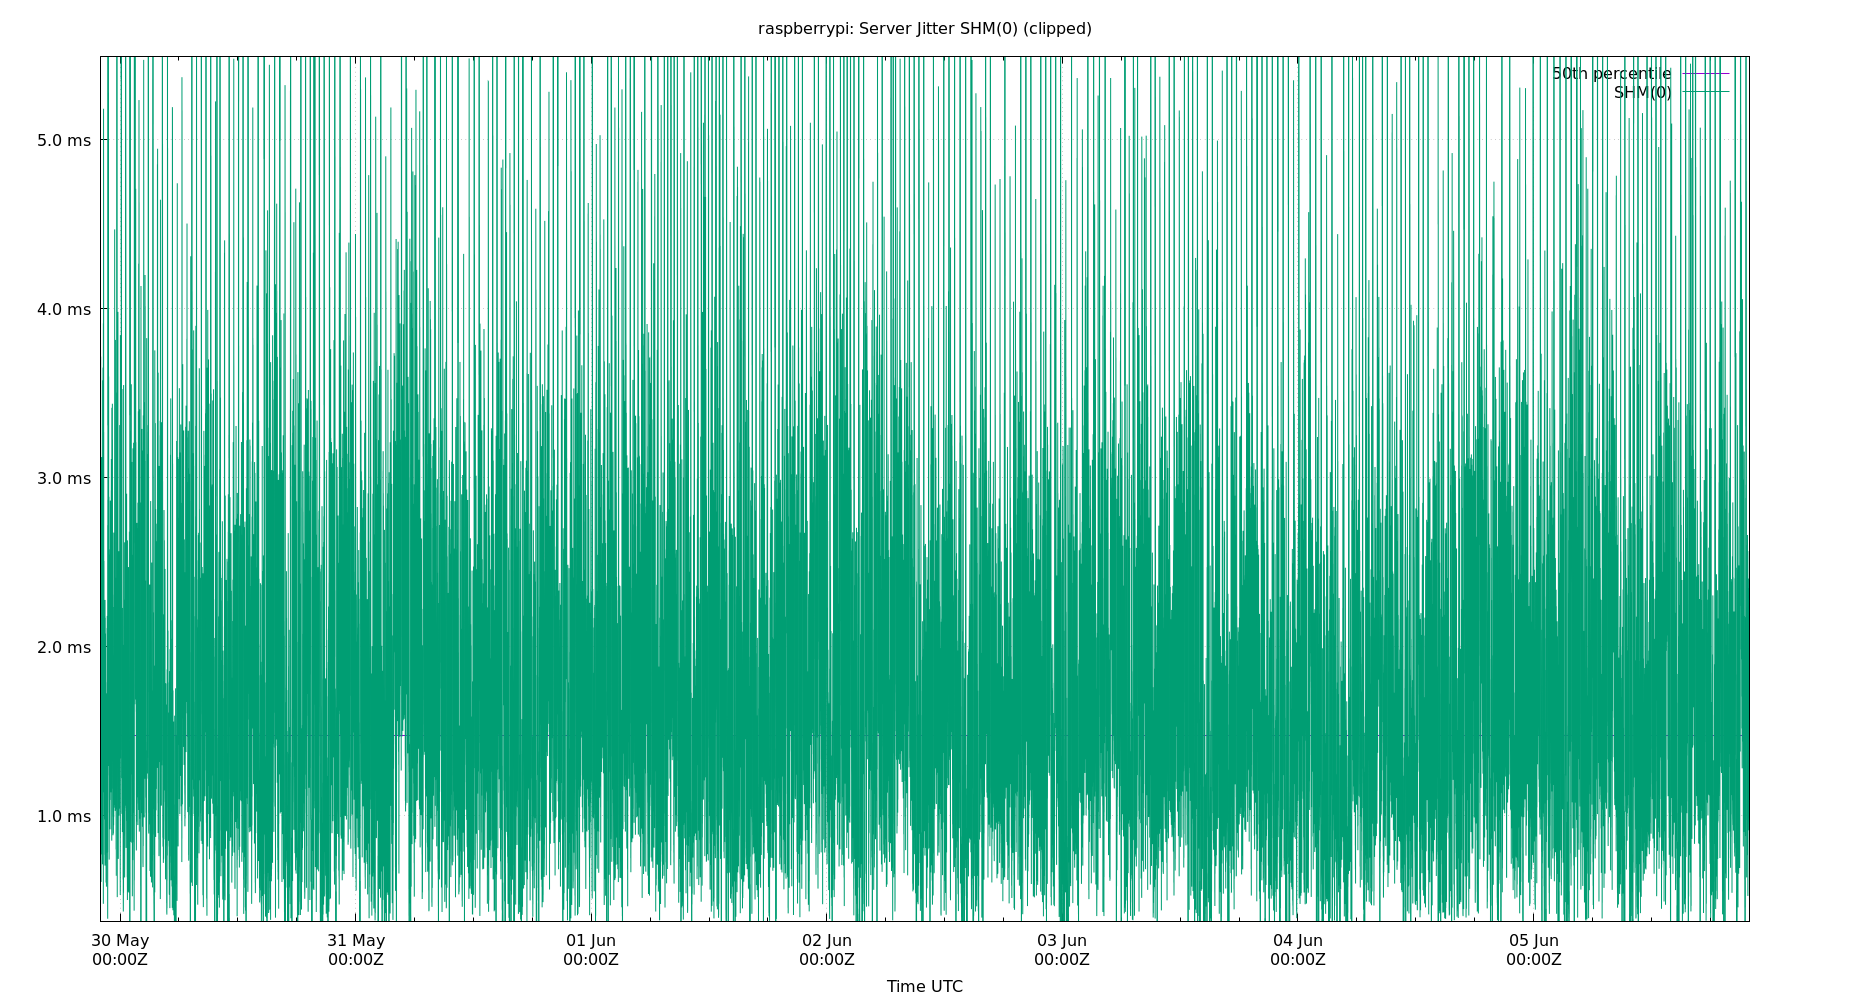 raspberrypi: Server Jitter SHM(0) (clipped)
50th percentile
SHM(0)
5.0 ms
4.0 ms
3.0 ms
2.0 ms
1.0 ms
30 May 31 May 01 Jun 02 Jun 03 Jun 04 Jun 05 Jun
00:00Z 00:00Z 00:00Z 00:00Z 00:00Z 00:00Z 00:00Z
Time UTC